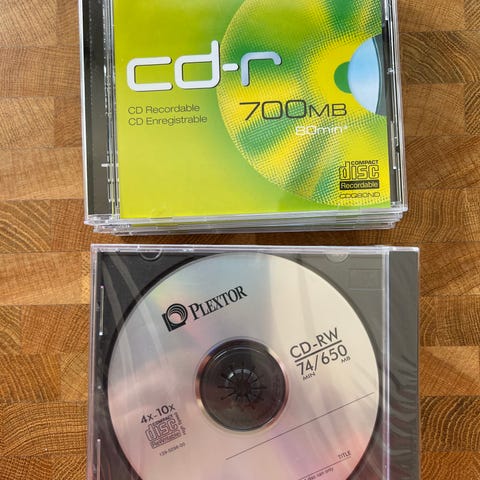 cd-r
CD Recordable
CD Enregistrable
700MB
80min*
COMPACT
disc
Recordable
CDQ80ND
PLEXTOR
CD-RW
74/650
MIN MB
4X-10X
COMPACT
disc
ReWritable
TITLE